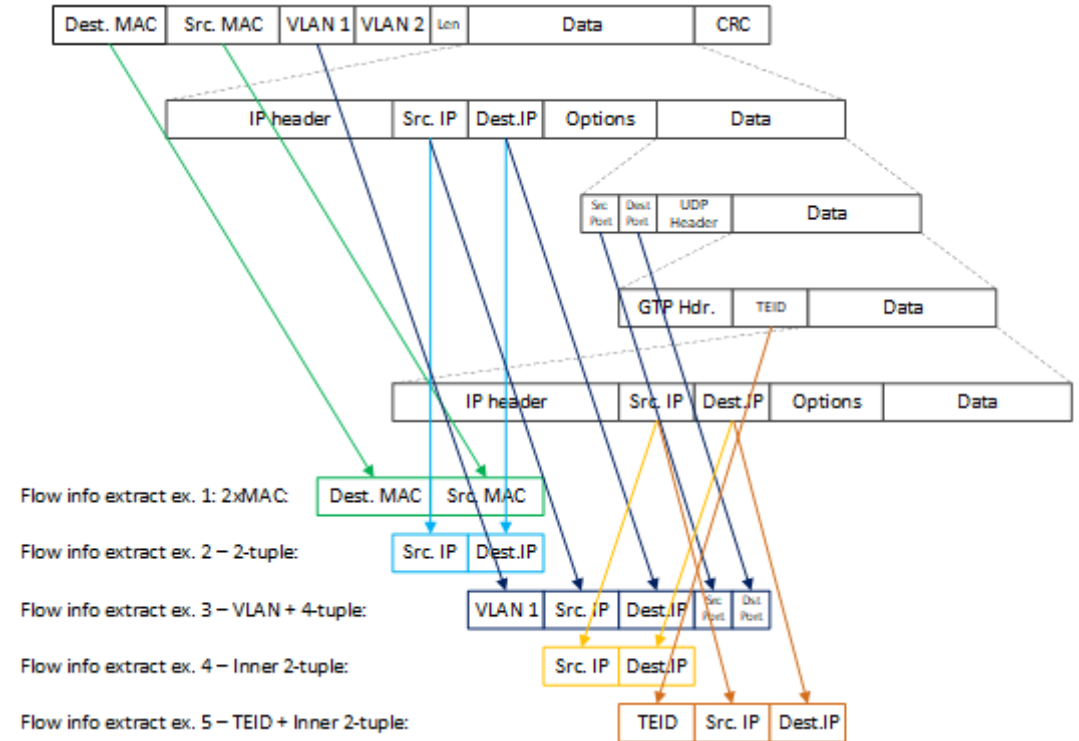 Dest. MAC Src. MAC VLAN 1 VLAN 2 Len Data CRC
IP header Src. IP Dest.IP Options Data
Src Port Dest Port UDP Header Data
GTP Hdr. TEID Data
IP header Src. IP Dest.IP Options Data
Flow info extract ex. 1: 2xMAC: Dest. MAC Src. MAC
Flow info extract ex. 2 – 2-tuple: Src. IP Dest.IP
Flow info extract ex. 3 – VLAN + 4-tuple: VLAN 1 Src. IP Dest.IP Src Port Dst Port
Flow info extract ex. 4 – Inner 2-tuple: Src. IP Dest.IP
Flow info extract ex. 5 – TEID + Inner 2-tuple: TEID Src. IP Dest.IP